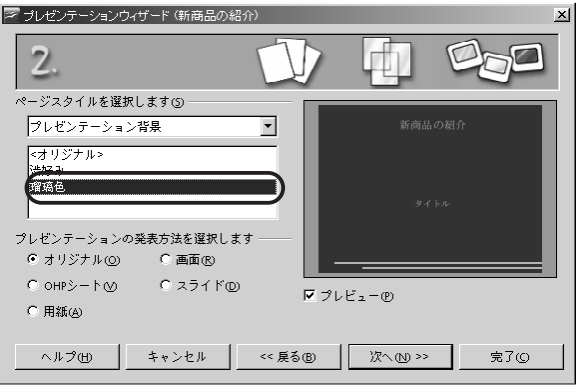 プレゼンテーションウィザード (新商品の紹介)
2.
ページスタイルを選択します(S)
プレゼンテーション背景
<オリジナル>
渋好み
瑠璃色
新商品の紹介
タイトル
プレゼンテーションの発表方法を選択します
オリジナル(O) 画面(R)
OHPシート(V) スライド(D)
用紙(A)
プレビュー(P)
ヘルプ(H) キャンセル << 戻る(B) 次へ(N) >> 完了(C)